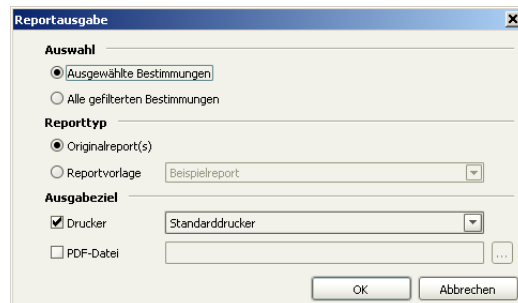 Reportausgabe
Auswahl
Ausgewählte Bestimmungen
Alle gefilterten Bestimmungen
Reporttyp
Originalreport(s)
Reportvorlage Beispielreport
Ausgabeziel
Drucker Standarddrucker
PDF-Datei ...
OK Abbrechen